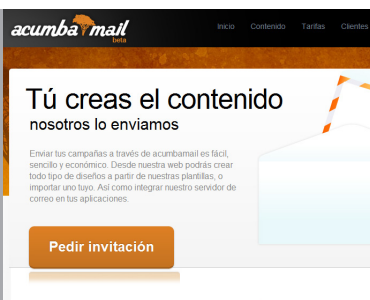 acumbamail
beta
Inicio Contenido Tarifas Clientes
Tú creas el contenido
nosotros lo enviamos
Enviar tus campañas a través de acumbamail es fácil,
sencillo y económico. Desde nuestra web podrás crear
todo tipo de diseños a partir de nuestras plantillas, o
importar uno tuyo. Así como integrar nuestro servidor de
correo en tus aplicaciones.
Pedir invitación